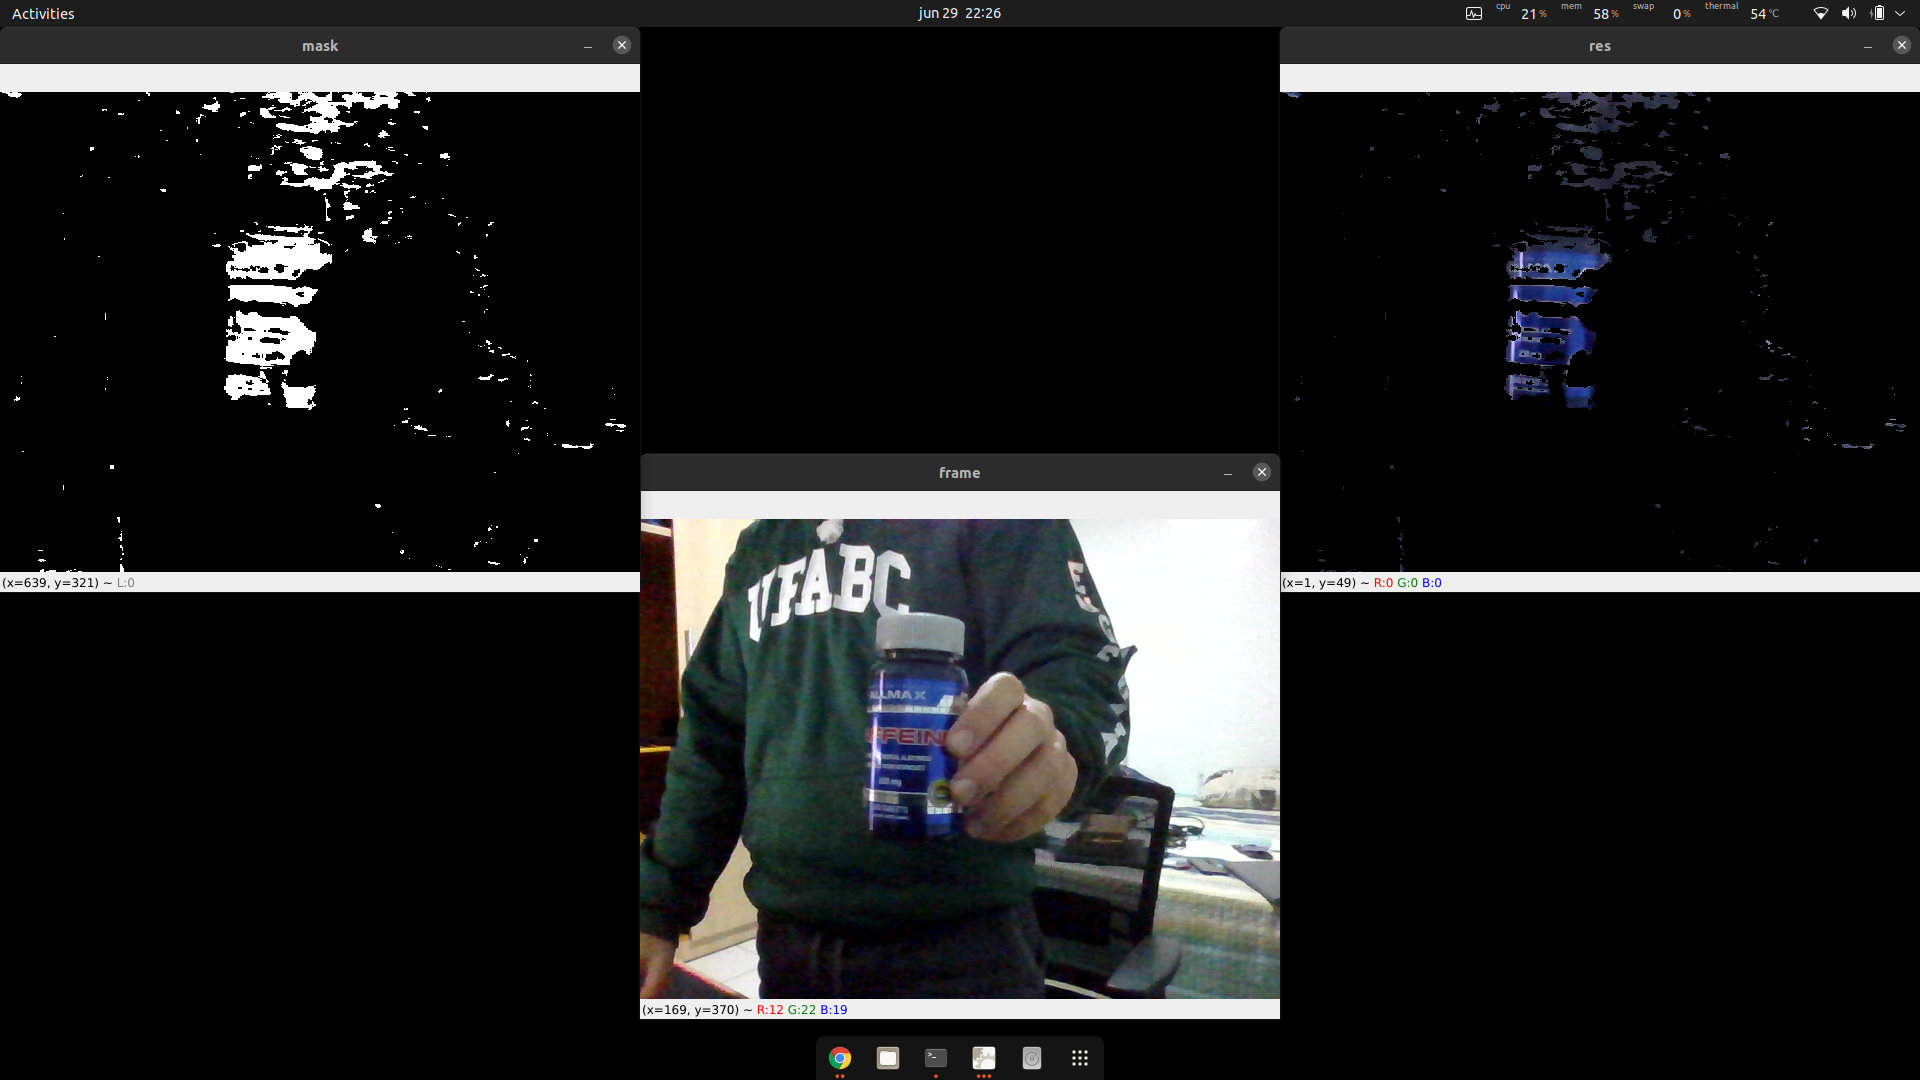 Activities
jun 29 22:26
cpu 21% mem 58% swap 0% thermal 54°C
mask
res
(x=639, y=321) ~ L:0
(x=1, y=49) ~ R:0 G:0 B:0
frame
UFABC
LLMAX
FFEIN
(x=169, y=370) ~ R:12 G:22 B:19